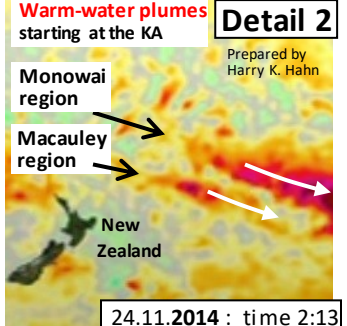 Warm-water plumes
starting at the KA
Detail 2
Prepared by
Harry K. Hahn
Monowai
region
Macauley
region
New
Zealand
24.11.2014 : time 2:13